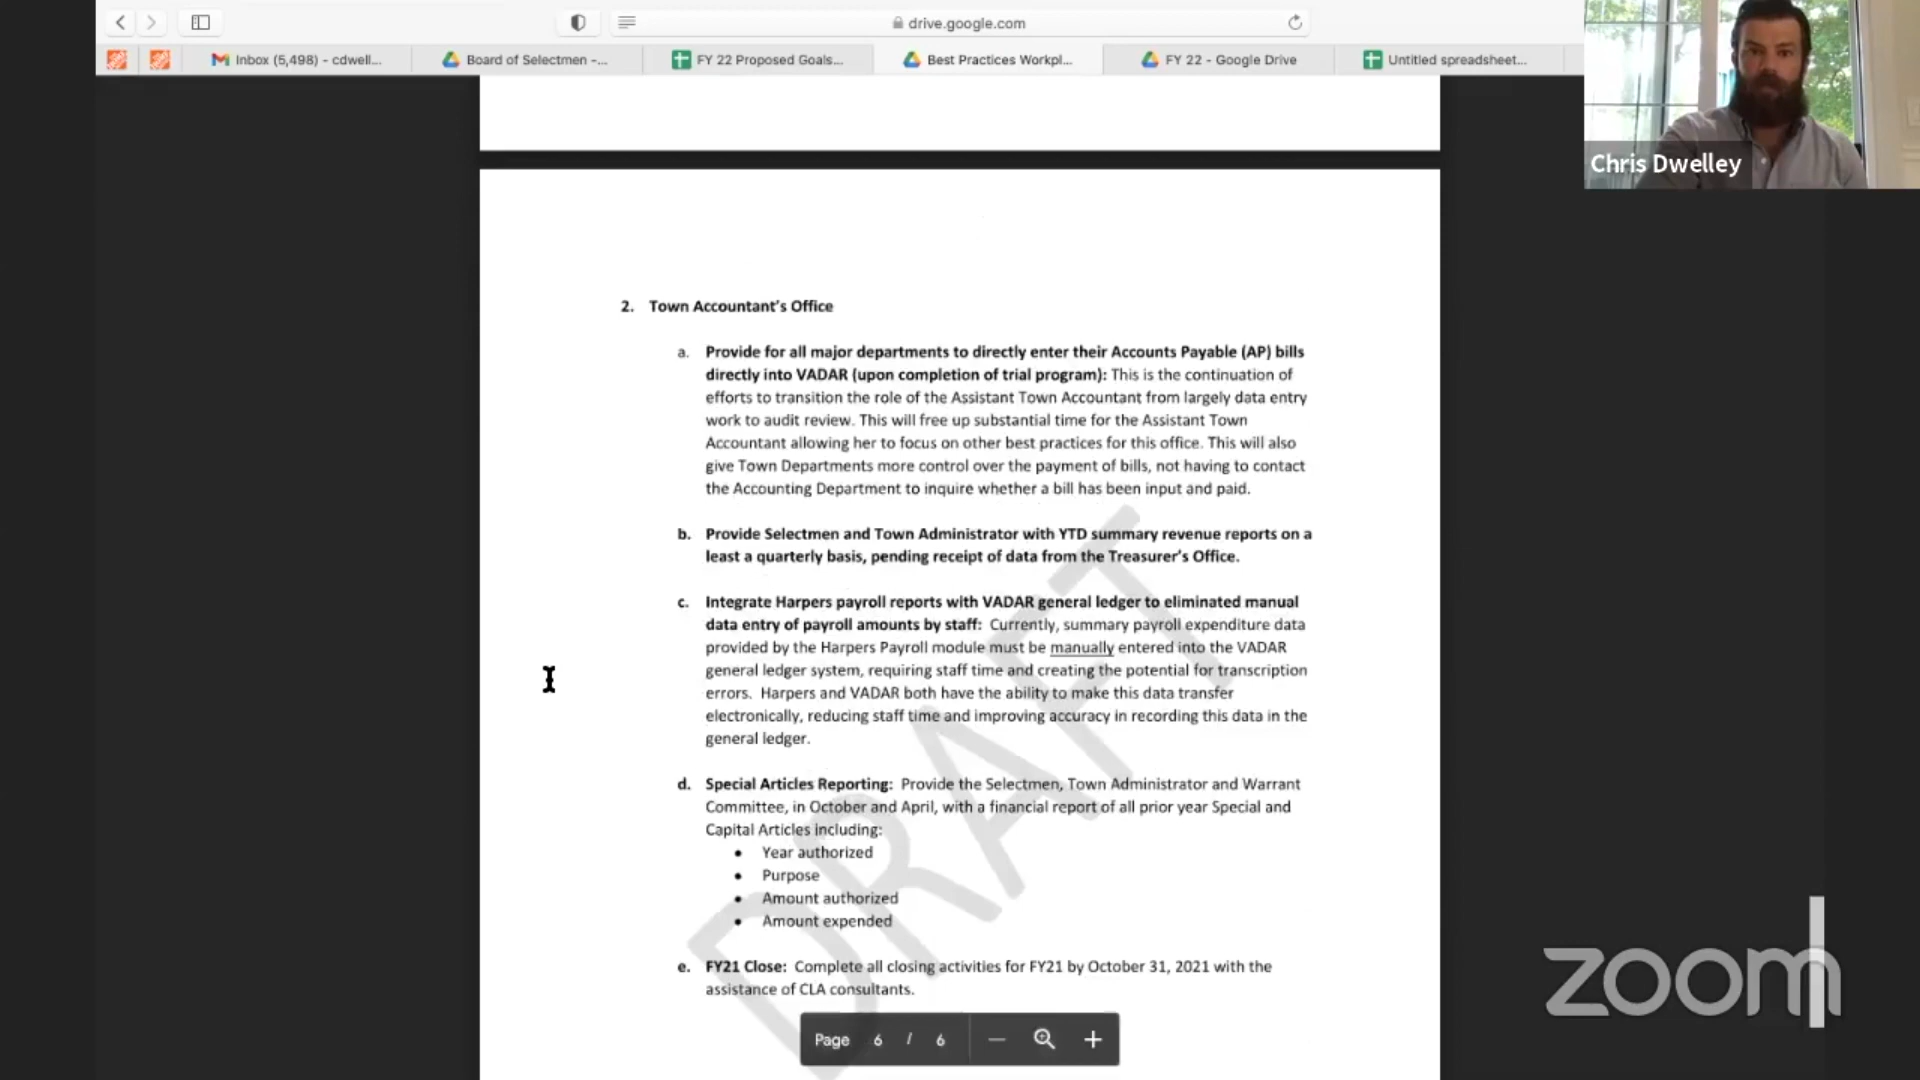 drive.google.com
Inbox (5,498) - cdwell...
Board of Selectmen -...
FY 22 Proposed Goals...
Best Practices Workpl...
FY 22 - Google Drive
Untitled spreadsheet...
Chris Dwelley
2. Town Accountant's Office
a. Provide for all major departments to directly enter their Accounts Payable (AP) bills
directly into VADAR (upon completion of trial program): This is the continuation of
efforts to transition the role of the Assistant Town Accountant from largely data entry
work to audit review. This will free up substantial time for the Assistant Town
Accountant allowing her to focus on other best practices for this office. This will also
give Town Departments more control over the payment of bills, not having to contact
the Accounting Department to inquire whether a bill has been input and paid.
b. Provide Selectmen and Town Administrator with YTD summary revenue reports on a
least a quarterly basis, pending receipt of data from the Treasurer's Office.
c. Integrate Harpers payroll reports with VADAR general ledger to eliminated manual
data entry of payroll amounts by staff: Currently, summary payroll expenditure data
provided by the Harpers Payroll module must be manually entered into the VADAR
general ledger system, requiring staff time and creating the potential for transcription
errors. Harpers and VADAR both have the ability to make this data transfer
electronically, reducing staff time and improving accuracy in recording this data in the
general ledger.
d. Special Articles Reporting: Provide the Selectmen, Town Administrator and Warrant
Committee, in October and April, with a financial report of all prior year Special and
Capital Articles including:
• Year authorized
• Purpose
• Amount authorized
• Amount expended
e. FY21 Close: Complete all closing activities for FY21 by October 31, 2021 with the
assistance of CLA consultants.
DRAFT
Page 6 / 6
zoom